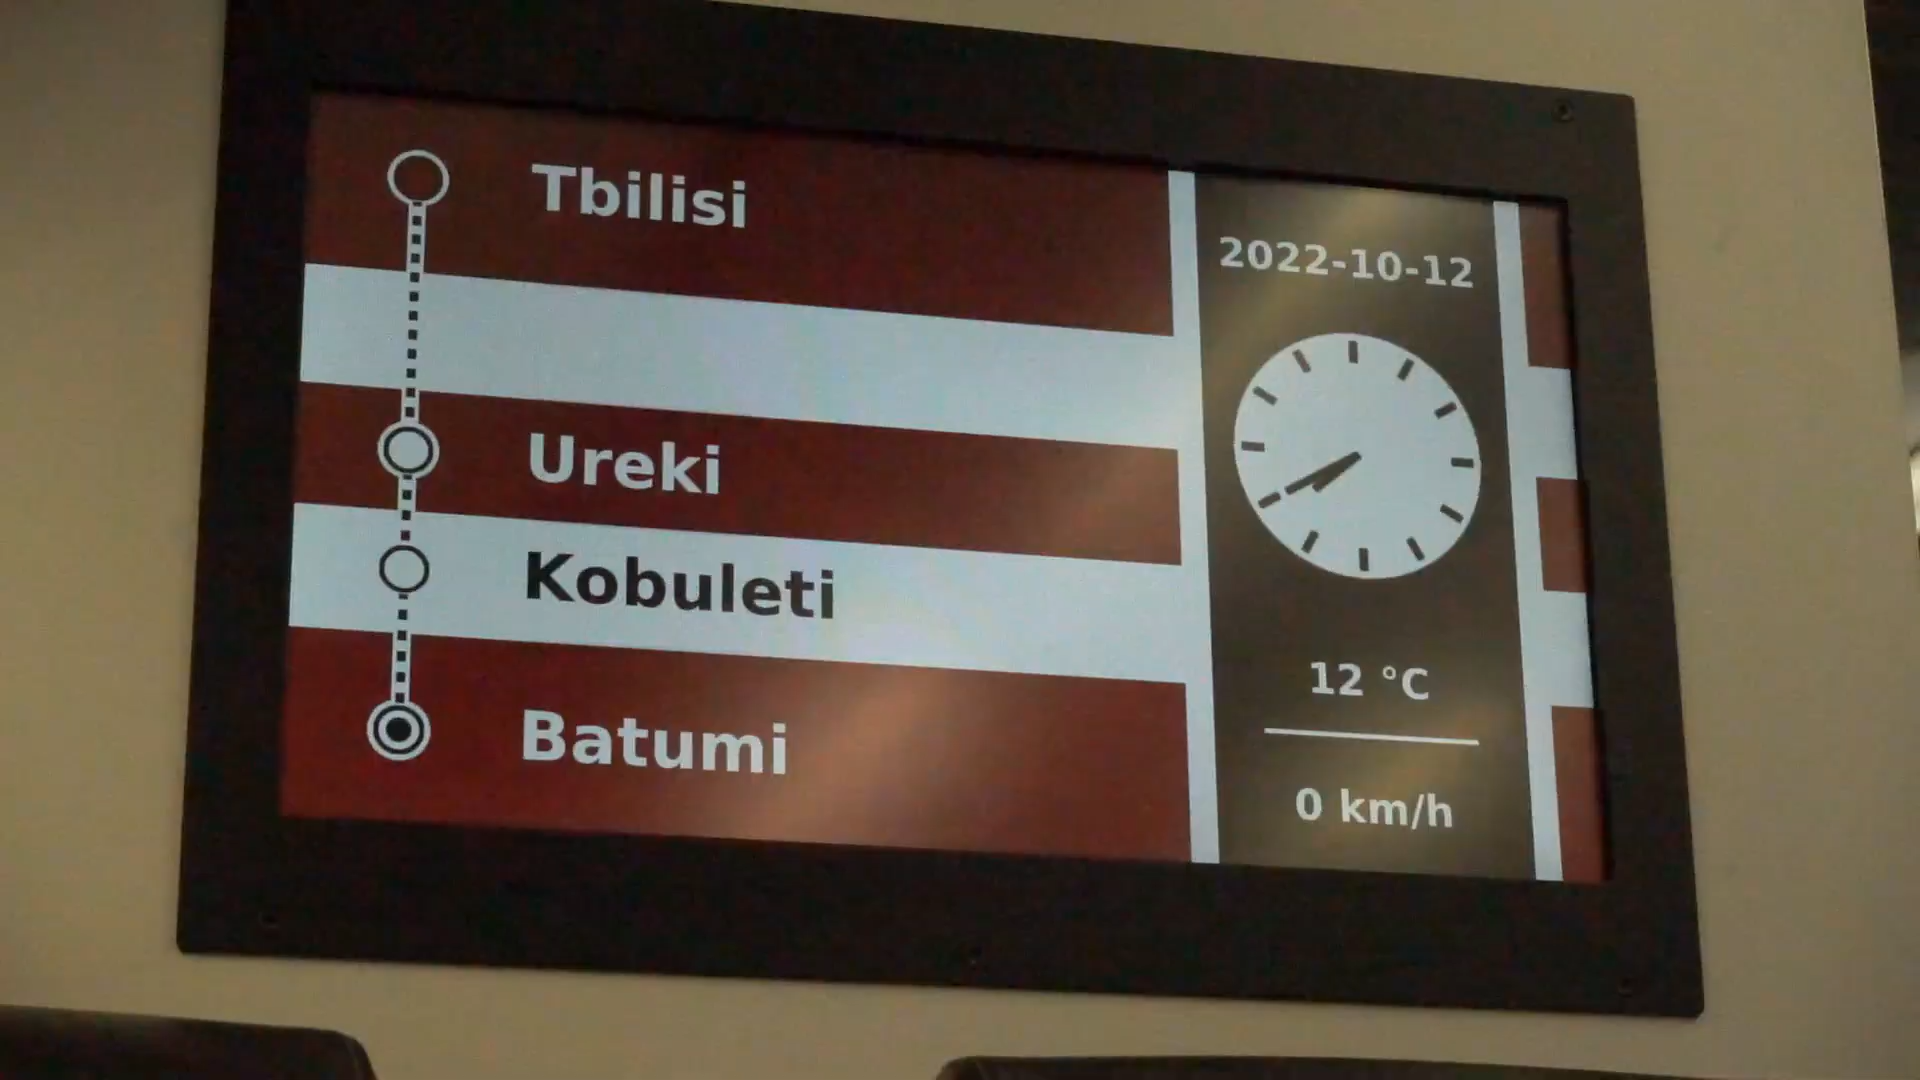 Tbilisi
Ureki
Kobuleti
Batumi
2022-10-12
12 °C
0 km/h